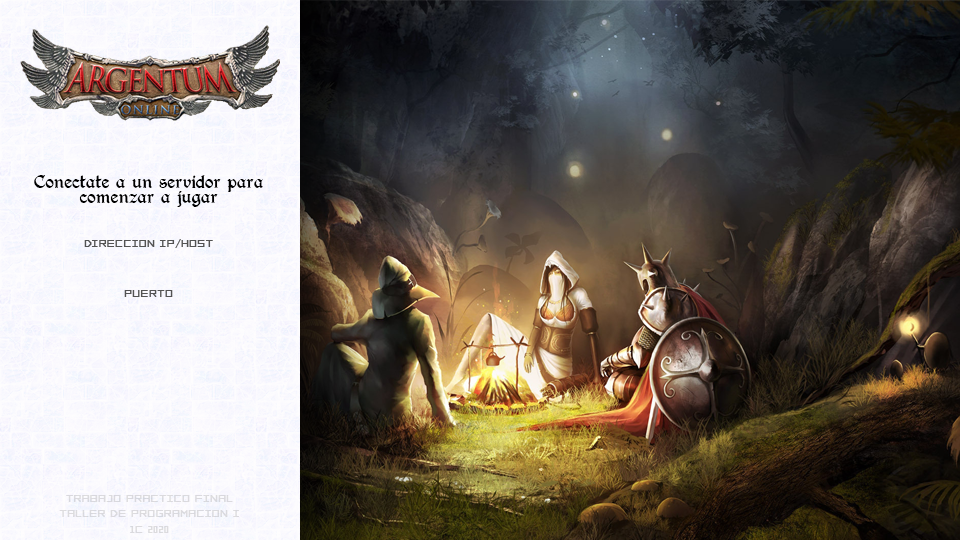 ARGENTUM
ONLINE
Conectate a un servidor para
comenzar a jugar
DIRECCION IP/HOST
PUERTO
TRABAJO PRACTICO FINAL
TALLER DE PROGRAMACION I
1C 2020